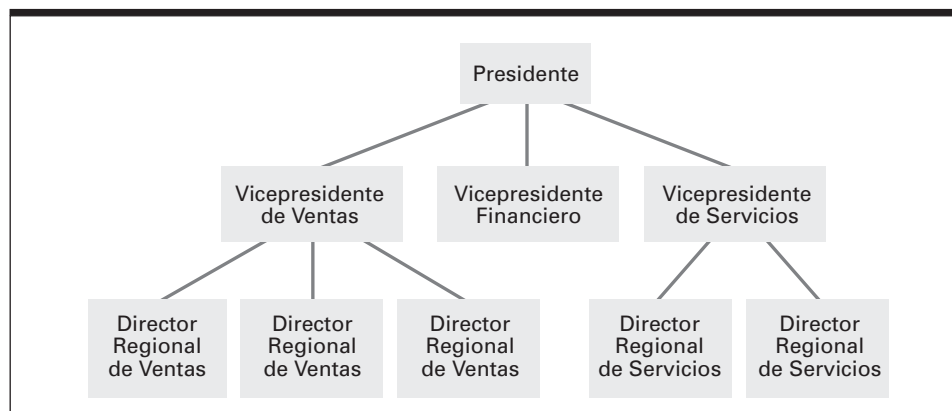 Presidente
Vicepresidente
de Ventas
Vicepresidente
Financiero
Vicepresidente
de Servicios
Director
Regional
de Ventas
Director
Regional
de Ventas
Director
Regional
de Ventas
Director
Regional
de Servicios
Director
Regional
de Servicios